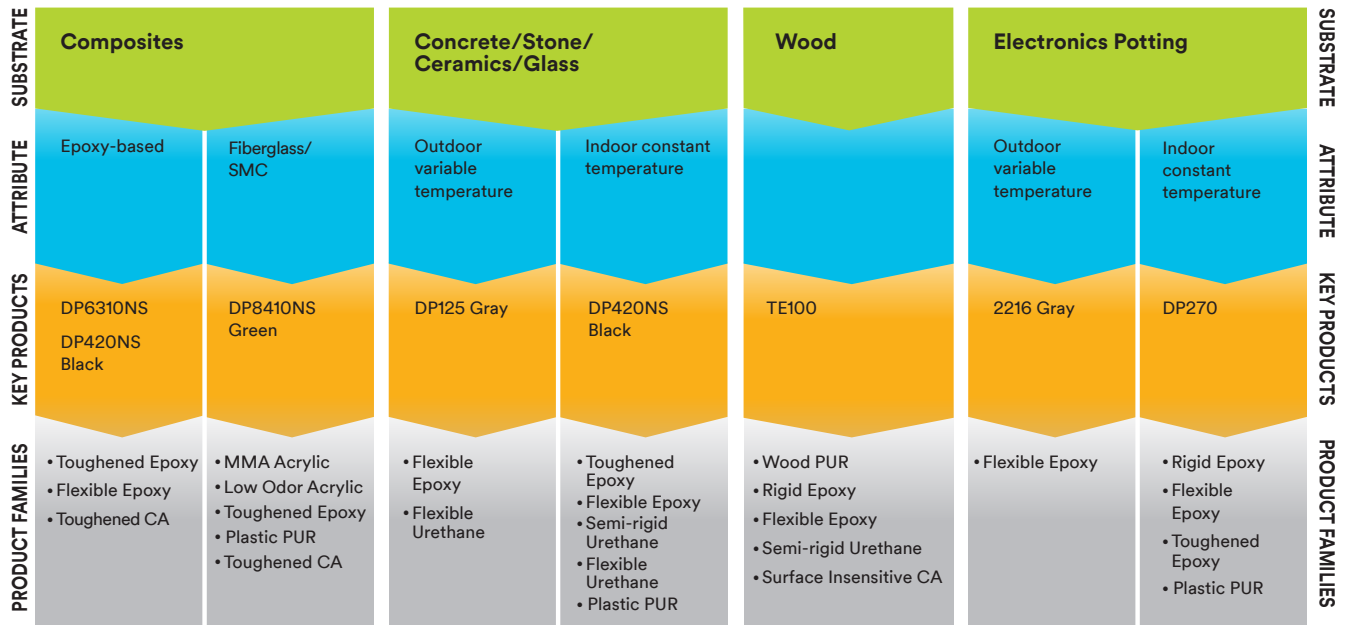 SUBSTRATE
Composites
Concrete/Stone/
Ceramics/Glass
Wood
Electronics Potting
SUBSTRATE
ATTRIBUTE
Epoxy-based
Fiberglass/
SMC
Outdoor
variable
temperature
Indoor constant
temperature
Outdoor
variable
temperature
Indoor
constant
temperature
ATTRIBUTE
KEY PRODUCTS
DP6310NS
DP420NS
Black
DP8410NS
Green
DP125 Gray
DP420NS
Black
TE100
2216 Gray
DP270
KEY PRODUCTS
PRODUCT FAMILIES
• Toughened Epoxy
• Flexible Epoxy
• Toughened CA
• MMA Acrylic
• Low Odor Acrylic
• Toughened Epoxy
• Plastic PUR
• Toughened CA
• Flexible
Epoxy
• Flexible
Urethane
• Toughened
Epoxy
• Flexible Epoxy
• Semi-rigid
Urethane
• Flexible
Urethane
• Plastic PUR
• Wood PUR
• Rigid Epoxy
• Flexible Epoxy
• Semi-rigid Urethane
• Surface Insensitive CA
• Flexible Epoxy
• Rigid Epoxy
• Flexible
Epoxy
• Toughened
Epoxy
• Plastic PUR
PRODUCT FAMILIES